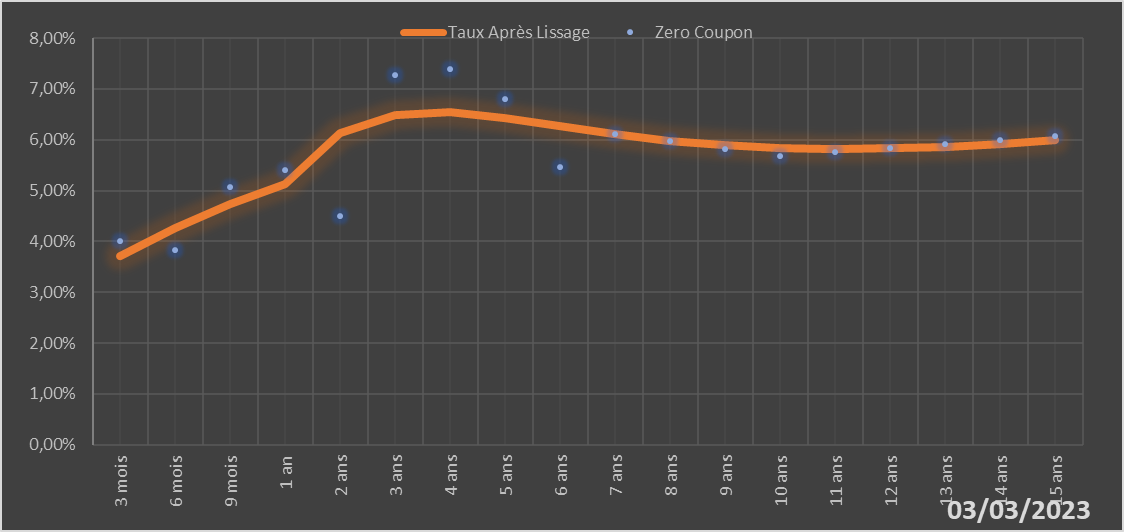 Taux Après Lissage Zero Coupon
8,00%
7,00%
6,00%
5,00%
4,00%
3,00%
2,00%
1,00%
0,00%
3 mois
6 mois
9 mois
1 an
2 ans
3 ans
4 ans
5 ans
6 ans
7 ans
8 ans
9 ans
10 ans
11 ans
12 ans
13 ans
14 ans
15 ans
03/03/2023